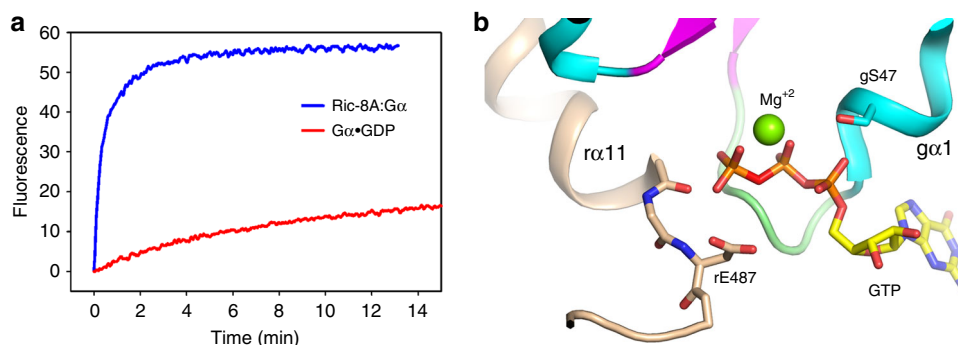 a
60
50
40
30
20
10
0
Fluorescence
Ric-8A:Gα
Gα•GDP
0 2 4 6 8 10 12 14
Time (min)
b
gS47
Mg+2
rα11
gα1
rE487
GTP